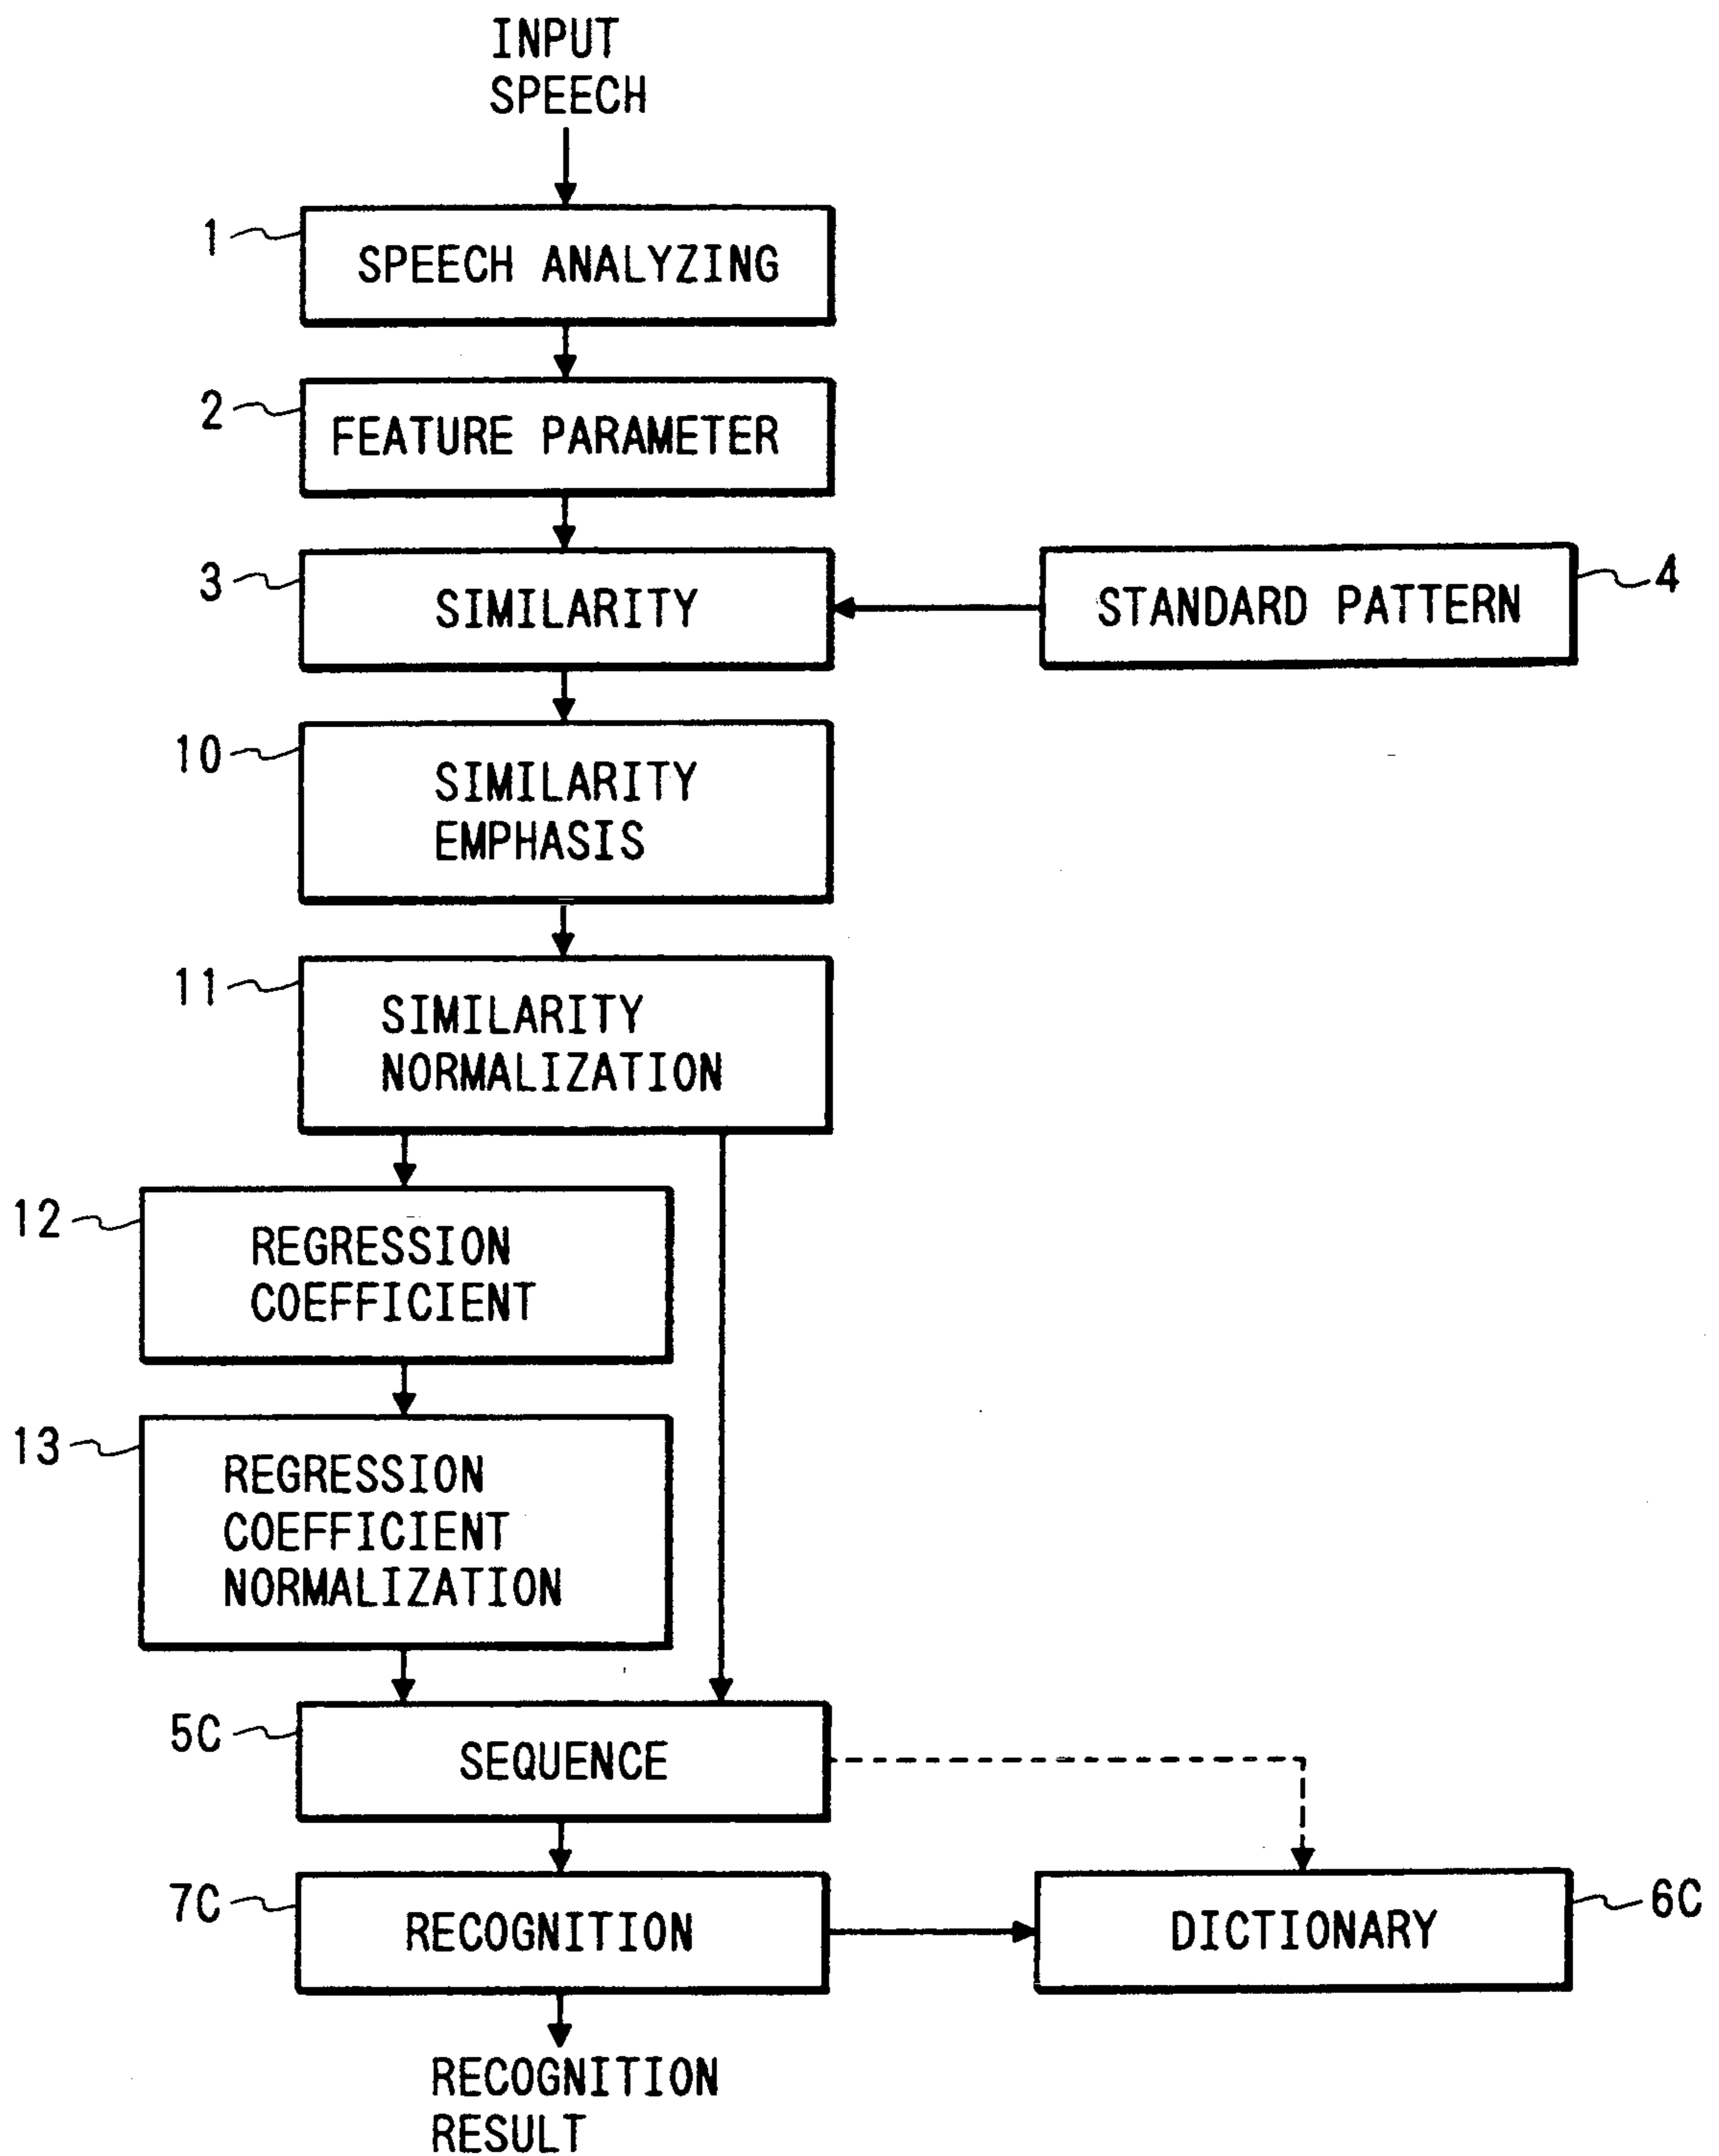 INPUT
SPEECH
1
SPEECH ANALYZING
2
FEATURE PARAMETER
3
SIMILARITY
STANDARD PATTERN
4
10
SIMILARITY
EMPHASIS
11
SIMILARITY
NORMALIZATION
12
REGRESSION
COEFFICIENT
13
REGRESSION
COEFFICIENT
NORMALIZATION
5C
SEQUENCE
7C
RECOGNITION
DICTIONARY
6C
RECOGNITION
RESULT